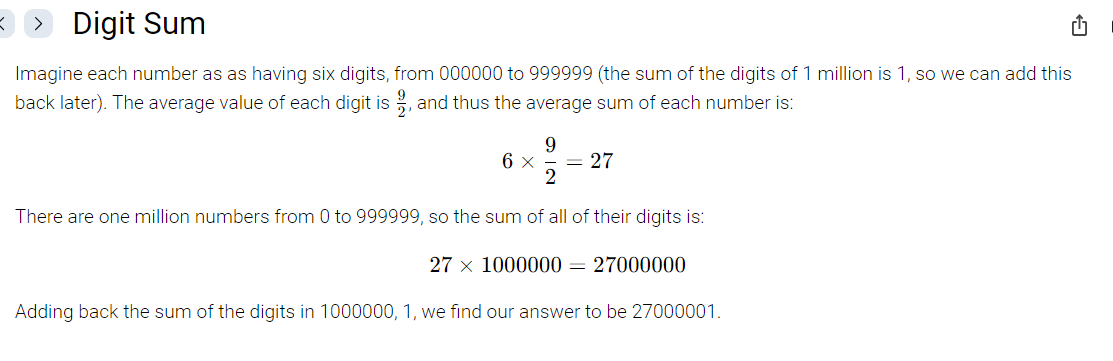 Digit Sum
Imagine each number as as having six digits, from 000000 to 999999 (the sum of the digits of 1 million is 1, so we can add this
back later). The average value of each digit is 9/2, and thus the average sum of each number is:
6 × 9/2 = 27
There are one million numbers from 0 to 999999, so the sum of all of their digits is:
27 × 1000000 = 27000000
Adding back the sum of the digits in 1000000, 1, we find our answer to be 27000001.